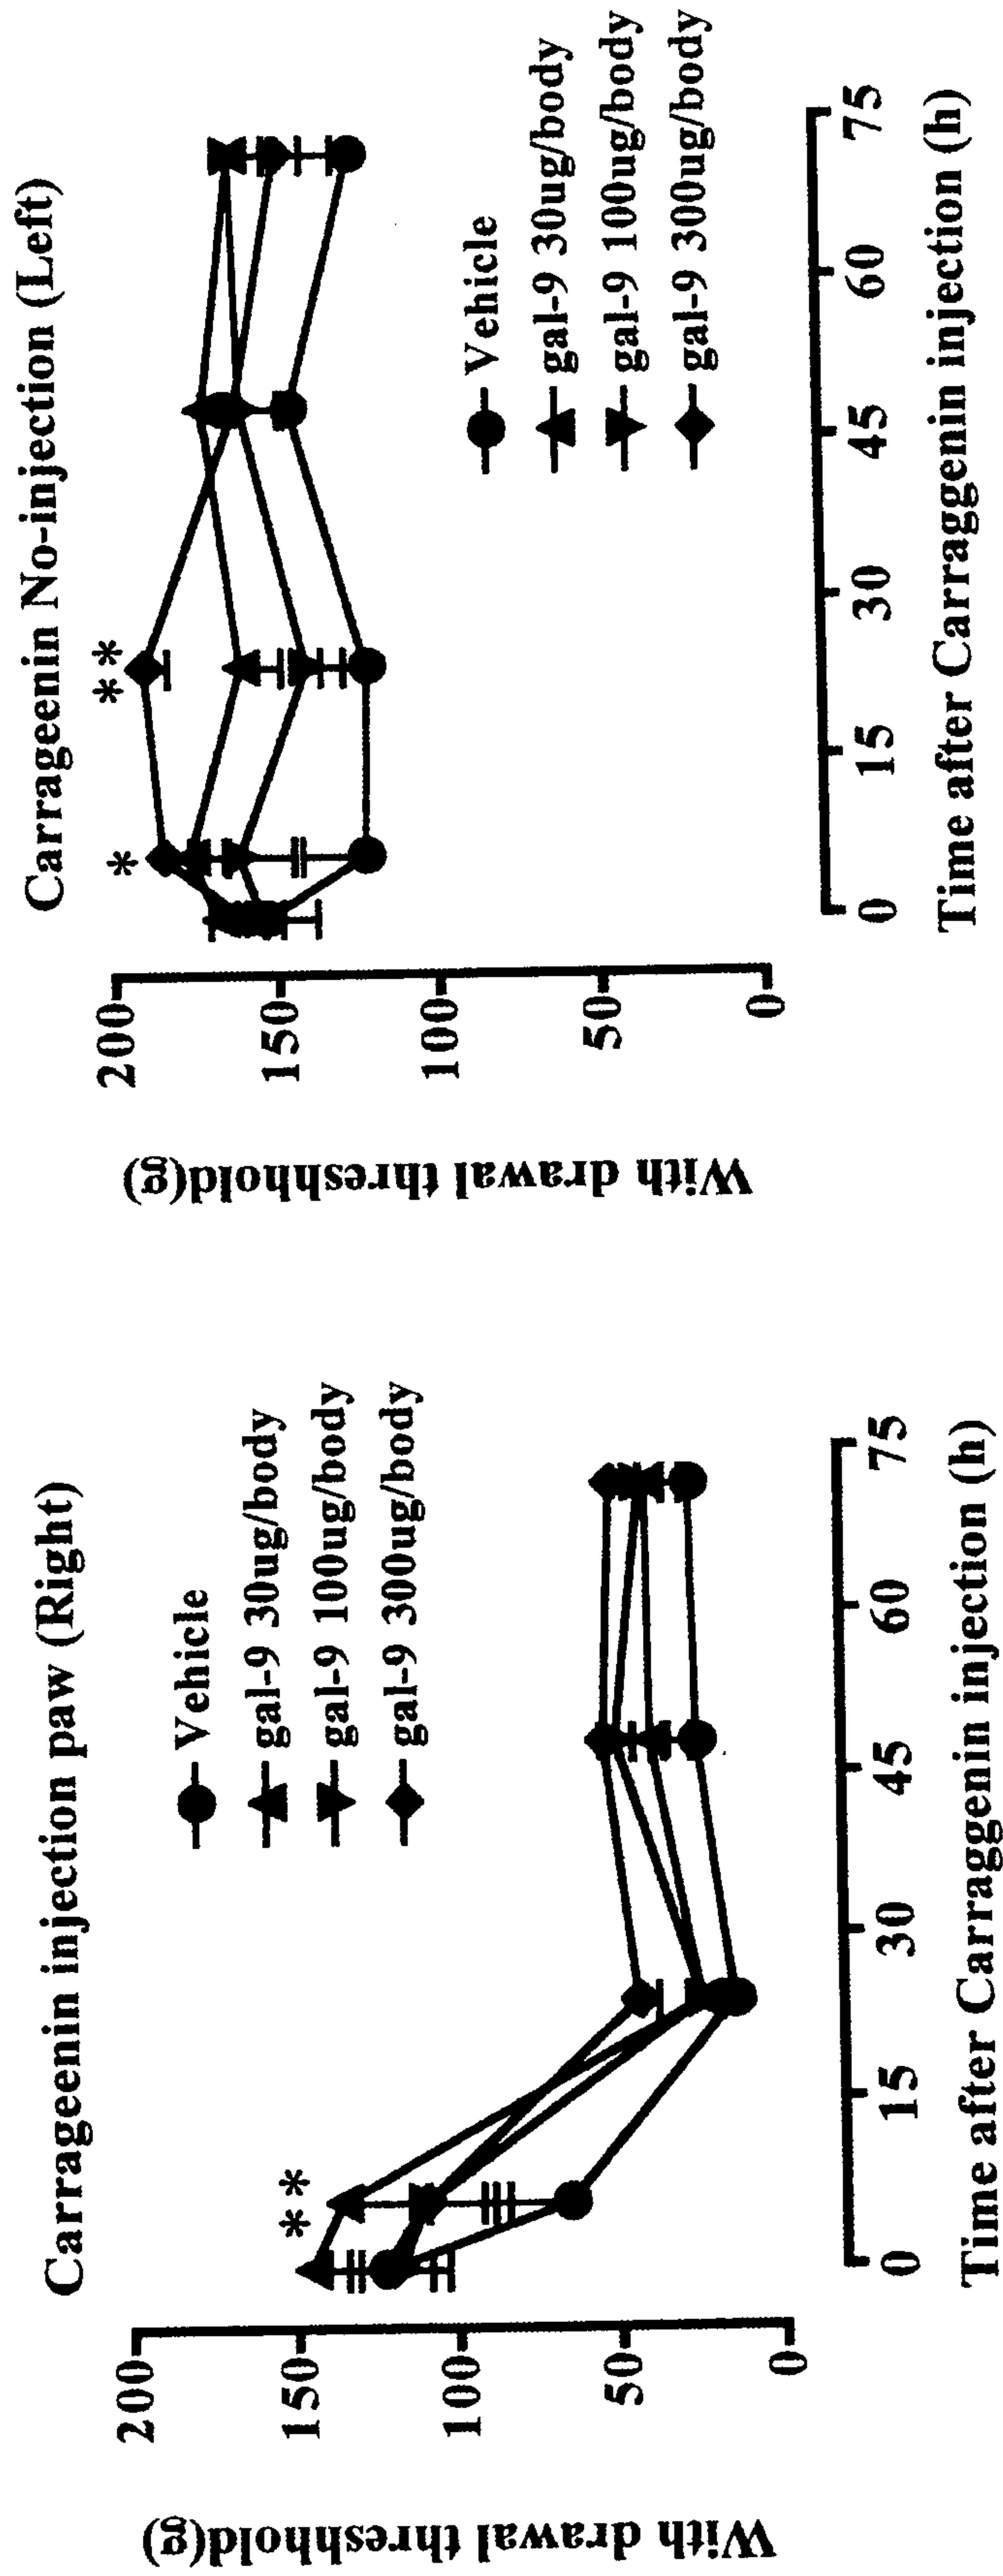 Carrageenin injection paw (Right)
With drawal threshhold(g)
200
150
100
50
0
Vehicle
gal-9 30ug/body
gal-9 100ug/body
gal-9 300ug/body
* *
0 15 30 45 60 75
Time after Carraggenin injection (h)
Carrageenin No-injection (Left)
With drawal threshhold(g)
200
150
100
50
0
* * *
Vehicle
gal-9 30ug/body
gal-9 100ug/body
gal-9 300ug/body
0 15 30 45 60 75
Time after Carraggenin injection (h)